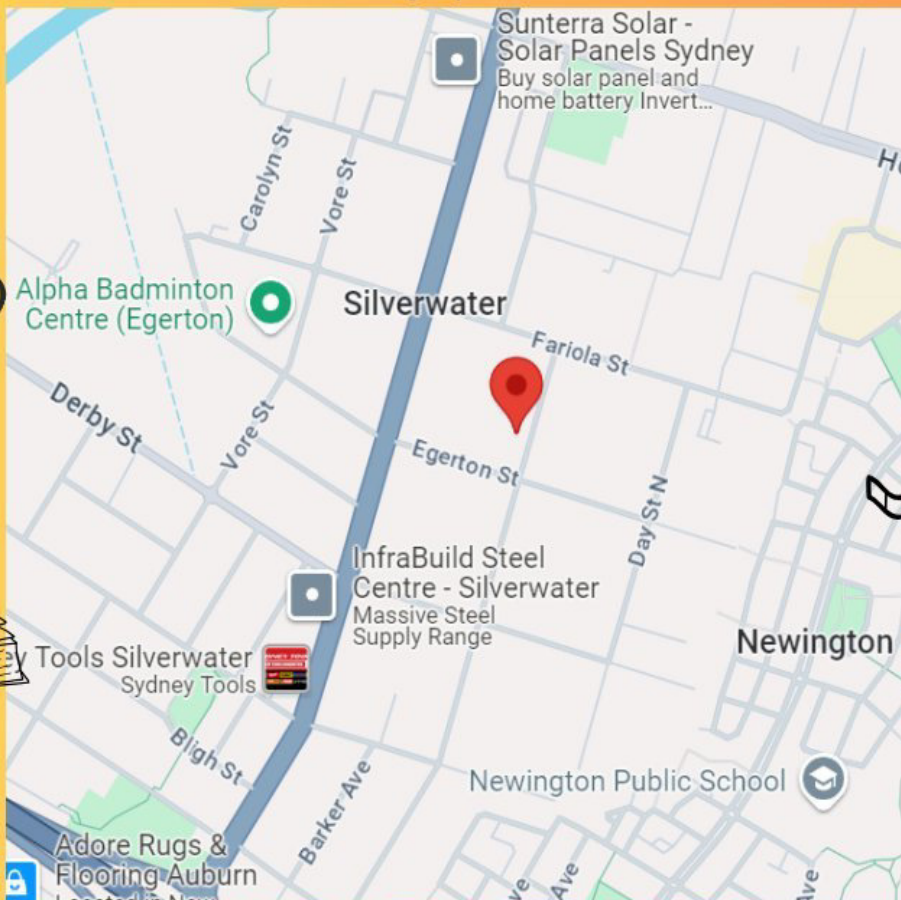 Sunterra Solar -
Solar Panels Sydney
Buy solar panel and
home battery Invert...
Carolyn St
Vore St
Alpha Badminton
Centre (Egerton)
Silverwater
Fariola St
Derby St
Vore St
Egerton St
Day St N
InfraBuild Steel
Centre - Silverwater
Massive Steel
Supply Range
Newington
Tools Silverwater
Sydney Tools
Bligh St
Barker Ave
Newington Public School
Adore Rugs &
Flooring Auburn
Ave
Ave